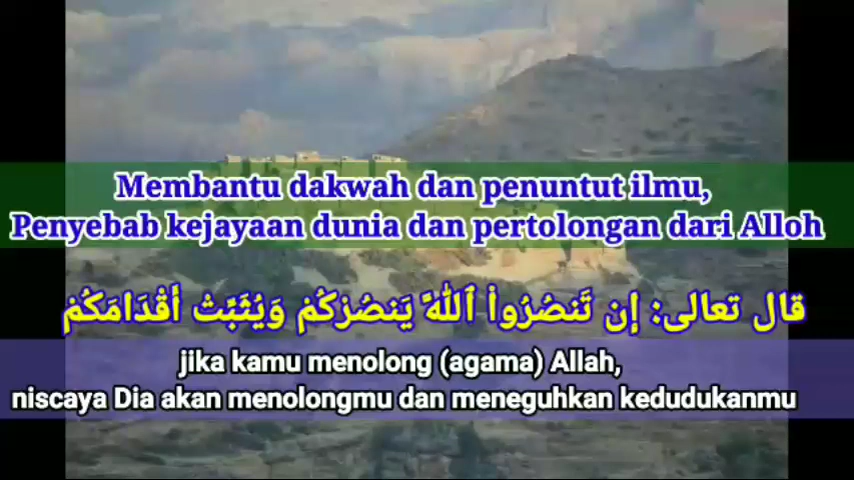 Membantu dakwah dan penuntut ilmu,
Penyebab kejayaan dunia dan pertolongan dari Alloh
قال تعالى: إِن تَنصُرُوا۟ ٱللَّهَ يَنصُرْكُمْ وَيُثَبِّتْ أَقْدَامَكُمْ
jika kamu menolong (agama) Allah,
niscaya Dia akan menolongmu dan meneguhkan kedudukanmu